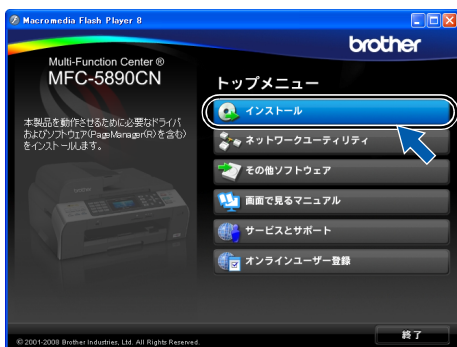 Macromedia Flash Player 8
brother
Multi-Function Center ®
MFC-5890CN
本製品を動作させるために必要なドライバ
およびソフトウェア(PageManager(R)を含む)
をインストールします。
トップメニュー
インストール
ネットワークユーティリティ
その他ソフトウェア
画面で見るマニュアル
サービスとサポート
オンラインユーザー登録
© 2001-2008 Brother Industries, Ltd. All Rights Reserved.
終了